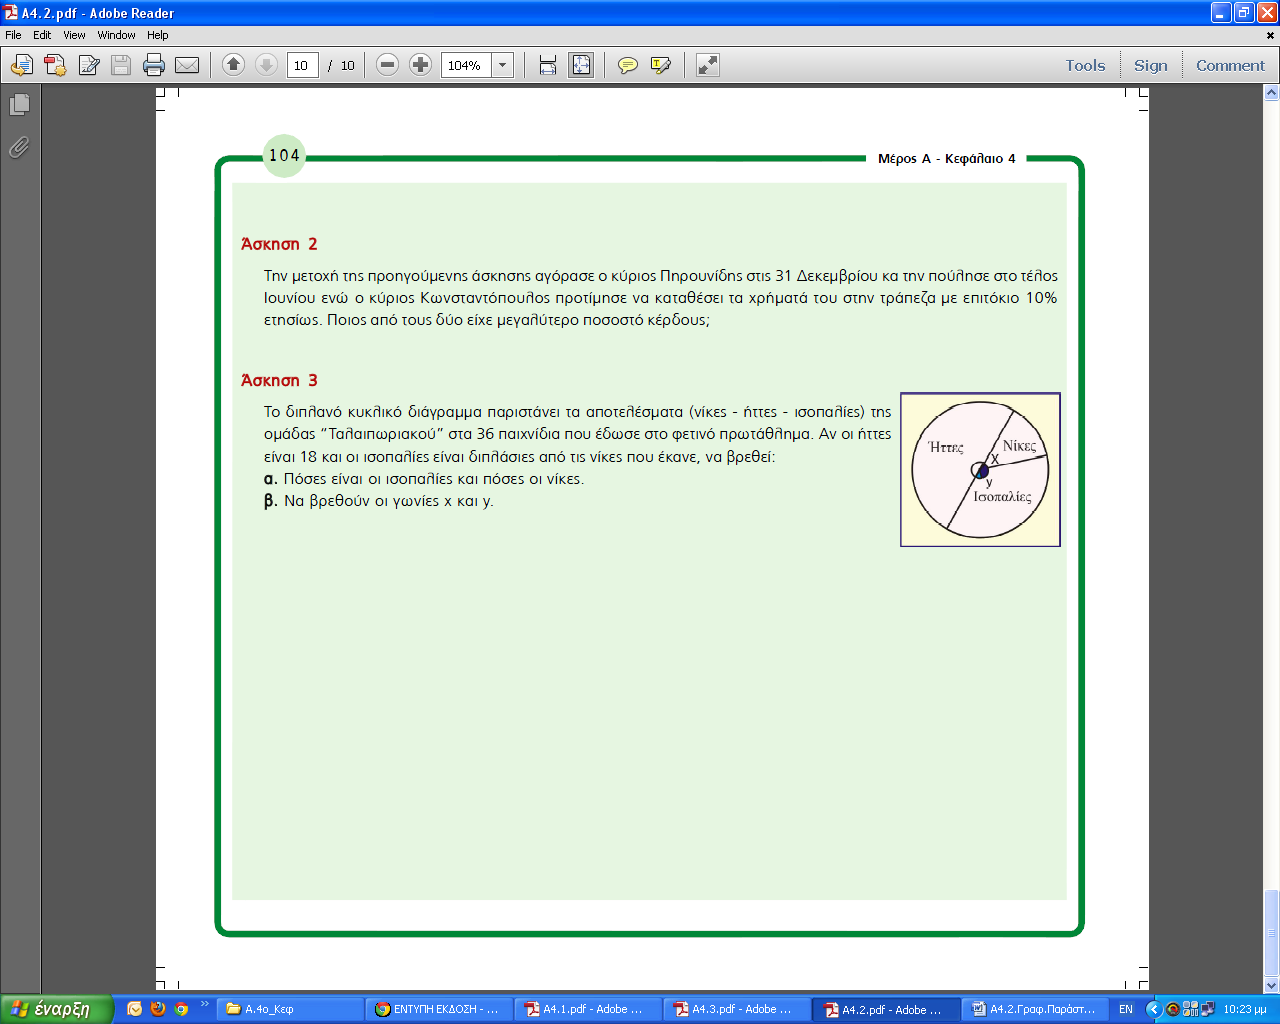 A4.2.pdf - Adobe Reader
File Edit View Window Help
10 / 10 104% Tools Sign Comment
104
Μέρος Α - Κεφάλαιο 4
Άσκηση 2
Την μετοχή της προηγούμενης άσκησης αγόρασε ο κύριος Πηρουνίδης στις 31 Δεκεμβρίου κα την πούλησε στο τέλος
Ιουνίου ενώ ο κύριος Κωνσταντόπουλος προτίμησε να καταθέσει τα χρήματά του στην τράπεζα με επιτόκιο 10%
ετησίως. Ποιος από τους δύο είχε μεγαλύτερο ποσοστό κέρδους;
Άσκηση 3
Το διπλανό κυκλικό διάγραμμα παριστάνει τα αποτελέσματα (νίκες - ήττες - ισοπαλίες) της
ομάδας “Ταλαιπωριακού” στα 36 παιχνίδια που έδωσε στο φετινό πρωτάθλημα. Αν οι ήττες
είναι 18 και οι ισοπαλίες είναι διπλάσιες από τις νίκες που έκανε, να βρεθεί:
α. Πόσες είναι οι ισοπαλίες και πόσες οι νίκες.
β. Να βρεθούν οι γωνίες x και y.
Ήττες Νίκες
x
y
Ισοπαλίες
έναρξη A.4ο_Κεφ ΕΝΤΥΠΗ ΕΚΔΟΣΗ - ... A4.1.pdf - Adobe ... A4.3.pdf - Adobe ... A4.2.pdf - Adobe ... A4.2.Γραφ.Παράστ... EN 10:23 μμ